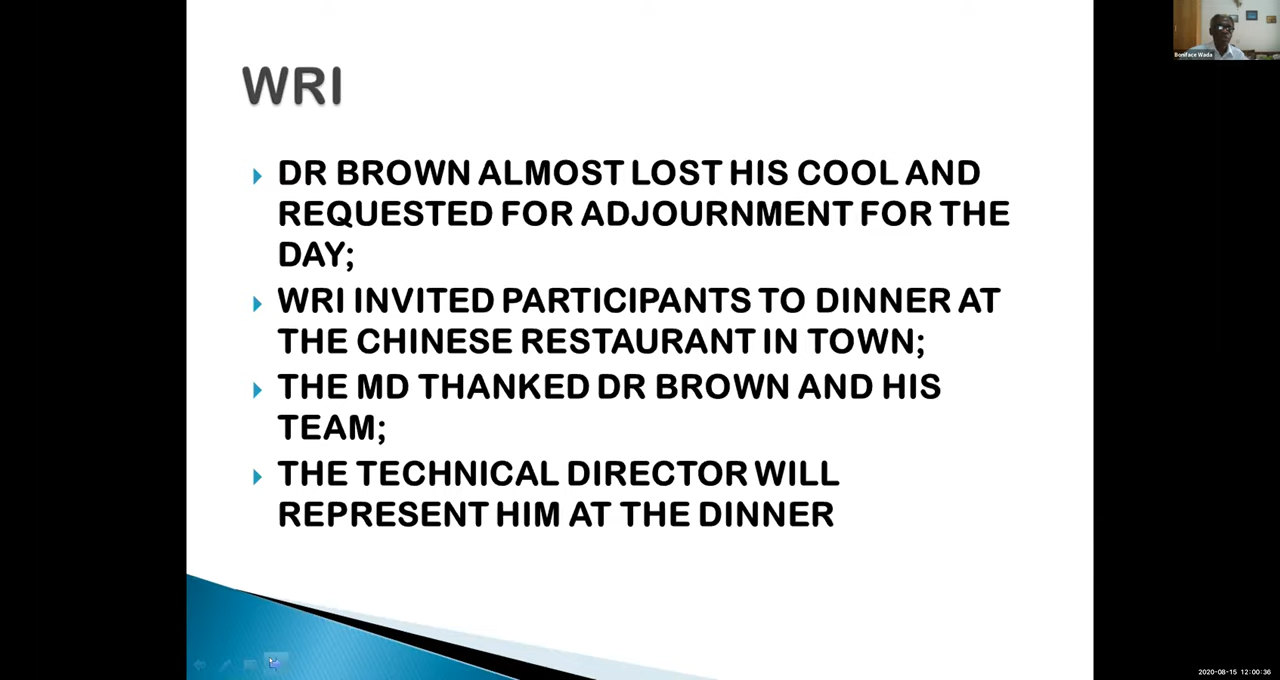 Boniface Wada
WRI
DR BROWN ALMOST LOST HIS COOL AND
REQUESTED FOR ADJOURNMENT FOR THE
DAY;
WRI INVITED PARTICIPANTS TO DINNER AT
THE CHINESE RESTAURANT IN TOWN;
THE MD THANKED DR BROWN AND HIS
TEAM;
THE TECHNICAL DIRECTOR WILL
REPRESENT HIM AT THE DINNER
2020-08-15 12:00:36